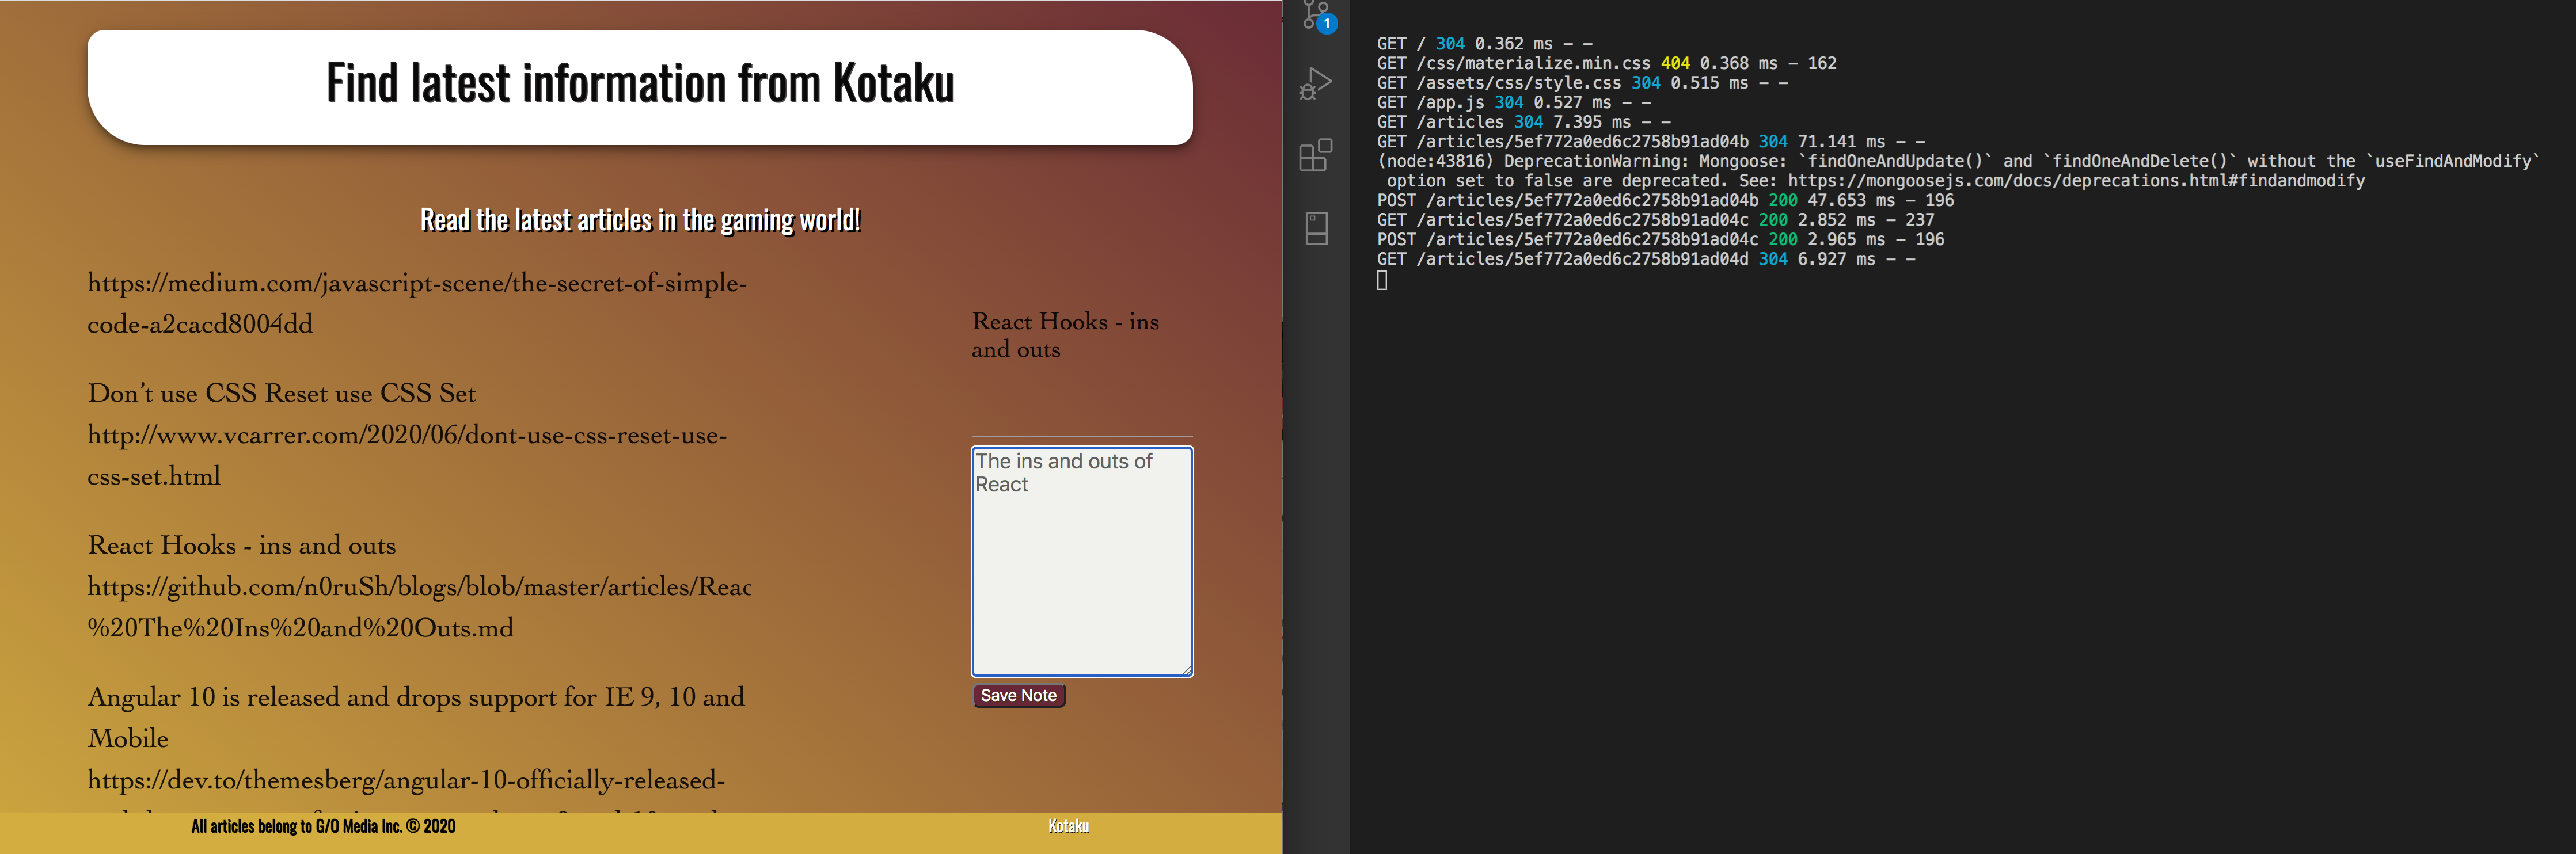 Find latest information from Kotaku
Read the latest articles in the gaming world!
https://medium.com/javascript-scene/the-secret-of-simple-
code-a2cacd8004dd
Don't use CSS Reset use CSS Set
http://www.vcarrer.com/2020/06/dont-use-css-reset-use-
css-set.html
React Hooks - ins and outs
https://github.com/n0ruSh/blogs/blob/master/articles/Reac
%20The%20Ins%20and%20Outs.md
Angular 10 is released and drops support for IE 9, 10 and
Mobile
https://dev.to/themesberg/angular-10-officially-released-
React Hooks - ins
and outs
The ins and outs of
React
Save Note
All articles belong to G/O Media Inc. © 2020
Kotaku
1
GET / 304 0.362 ms - -
GET /css/materialize.min.css 404 0.368 ms - 162
GET /assets/css/style.css 304 0.515 ms - -
GET /app.js 304 0.527 ms - -
GET /articles 304 7.395 ms - -
GET /articles/5ef772a0ed6c2758b91ad04b 304 71.141 ms - -
(node:43816) DeprecationWarning: Mongoose: `findOneAndUpdate()` and `findOneAndDelete()` without the `useFindAndModify`
option set to false are deprecated. See: https://mongoosejs.com/docs/deprecations.html#findandmodify
POST /articles/5ef772a0ed6c2758b91ad04b 200 47.653 ms - 196
GET /articles/5ef772a0ed6c2758b91ad04c 200 2.852 ms - 237
POST /articles/5ef772a0ed6c2758b91ad04c 200 2.965 ms - 196
GET /articles/5ef772a0ed6c2758b91ad04d 304 6.927 ms - -